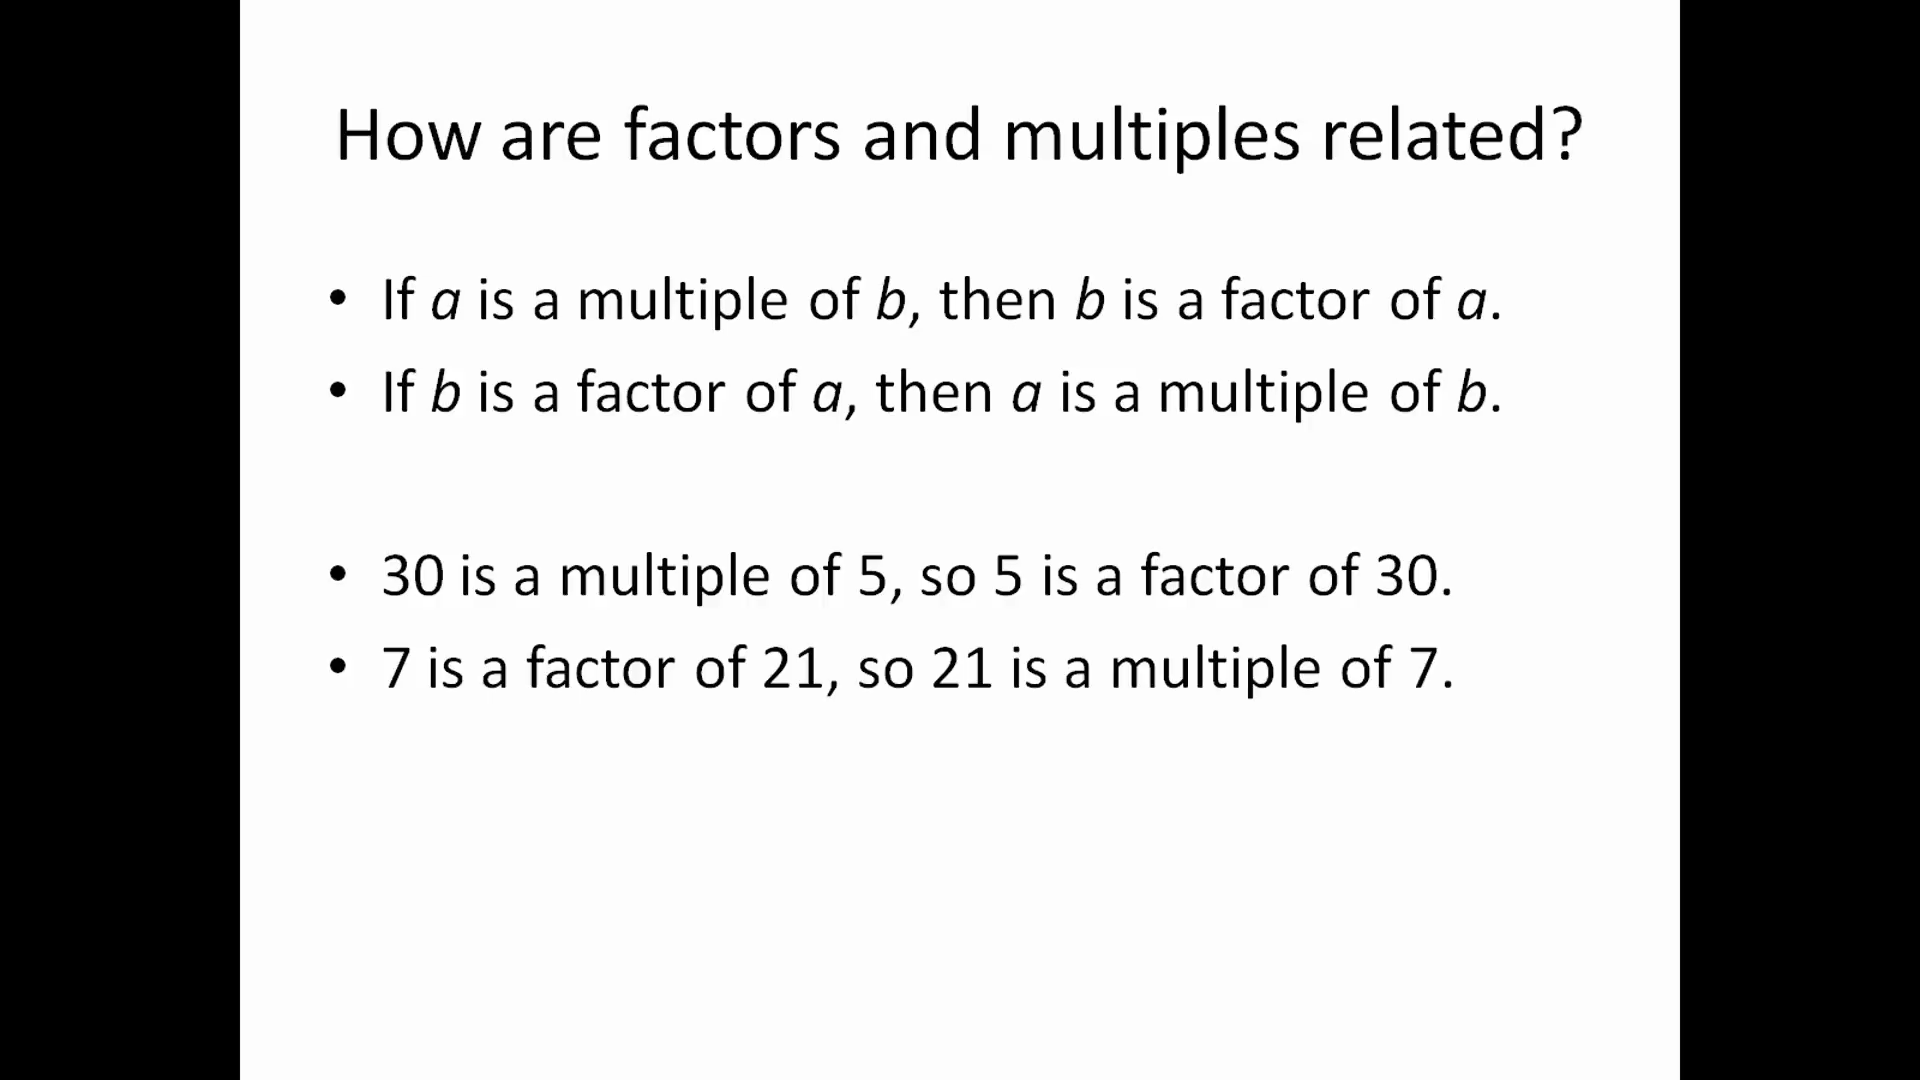 How are factors and multiples related?
• If a is a multiple of b, then b is a factor of a.
• If b is a factor of a, then a is a multiple of b.
• 30 is a multiple of 5, so 5 is a factor of 30.
• 7 is a factor of 21, so 21 is a multiple of 7.